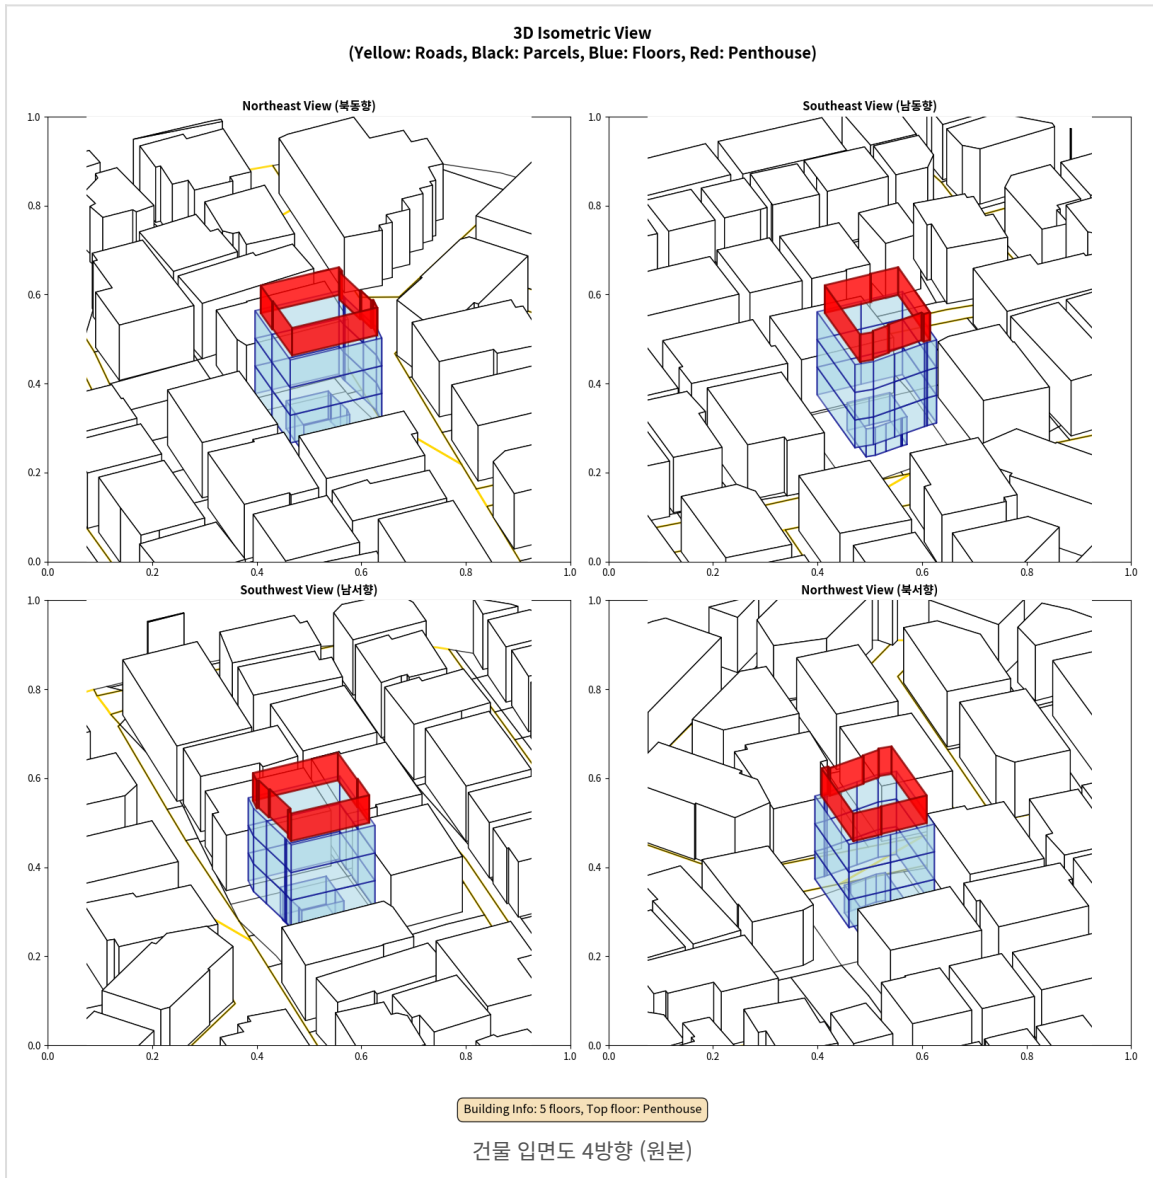 3D Isometric View
(Yellow: Roads, Black: Parcels, Blue: Floors, Red: Penthouse)
Northeast View (북동향)
1.0
0.8
0.6
0.4
0.2
0.0
0.0 0.2 0.4 0.6 0.8 1.0
Southeast View (남동향)
1.0
0.8
0.6
0.4
0.2
0.0
0.0 0.2 0.4 0.6 0.8 1.0
Southwest View (남서향)
1.0
0.8
0.6
0.4
0.2
0.0
0.0 0.2 0.4 0.6 0.8 1.0
Northwest View (북서향)
1.0
0.8
0.6
0.4
0.2
0.0
0.0 0.2 0.4 0.6 0.8 1.0
Building Info: 5 floors, Top floor: Penthouse
건물 입면도 4방향 (원본)